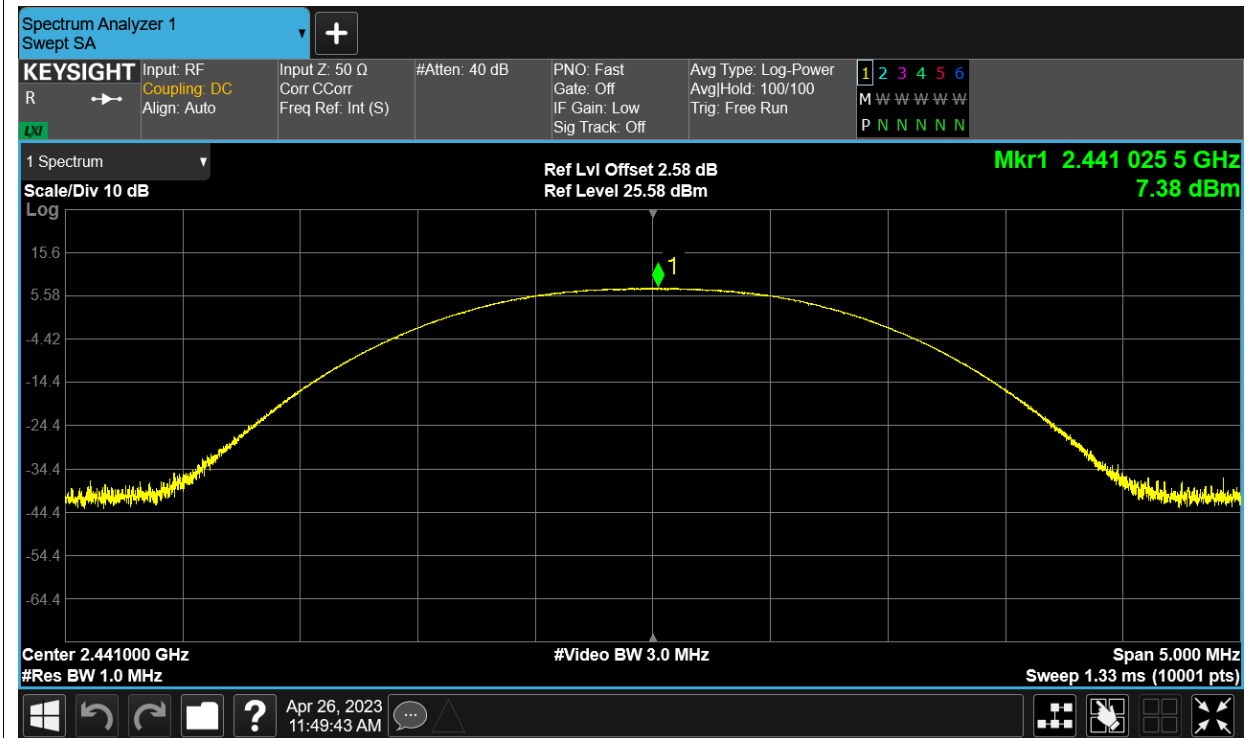 Spectrum Analyzer 1
Swept SA
KEYSIGHT
R
LXI
Input: RF
Coupling: DC
Align: Auto
Input Z: 50 Ω
Corr CCorr
Freq Ref: Int (S)
#Atten: 40 dB
PNO: Fast
Gate: Off
IF Gain: Low
Sig Track: Off
Avg Type: Log-Power
Avg|Hold: 100/100
Trig: Free Run
1 2 3 4 5 6
M W W W W W
P N N N N N
1 Spectrum
Scale/Div 10 dB
Log
Ref Lvl Offset 2.58 dB
Ref Level 25.58 dBm
Mkr1 2.441 025 5 GHz
7.38 dBm
1
15.6
5.58
-4.42
-14.4
-24.4
-34.4
-44.4
-54.4
-64.4
Center 2.441000 GHz
#Res BW 1.0 MHz
#Video BW 3.0 MHz
Span 5.000 MHz
Sweep 1.33 ms (10001 pts)
?
Apr 26, 2023
11:49:43 AM